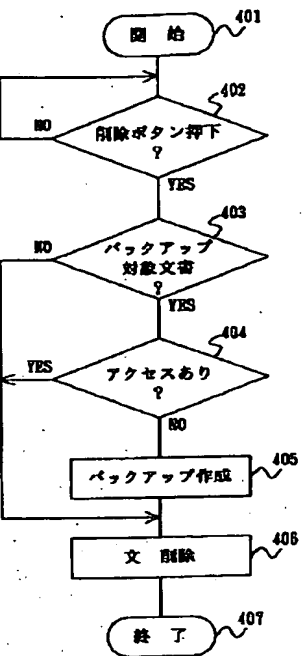 開始
401
402
削除ボタン押下
?
NO
YES
403
バックアップ
対象文書
?
NO
YES
404
アクセスあり
?
YES
NO
バックアップ作成
405
文 削除
406
終了
407